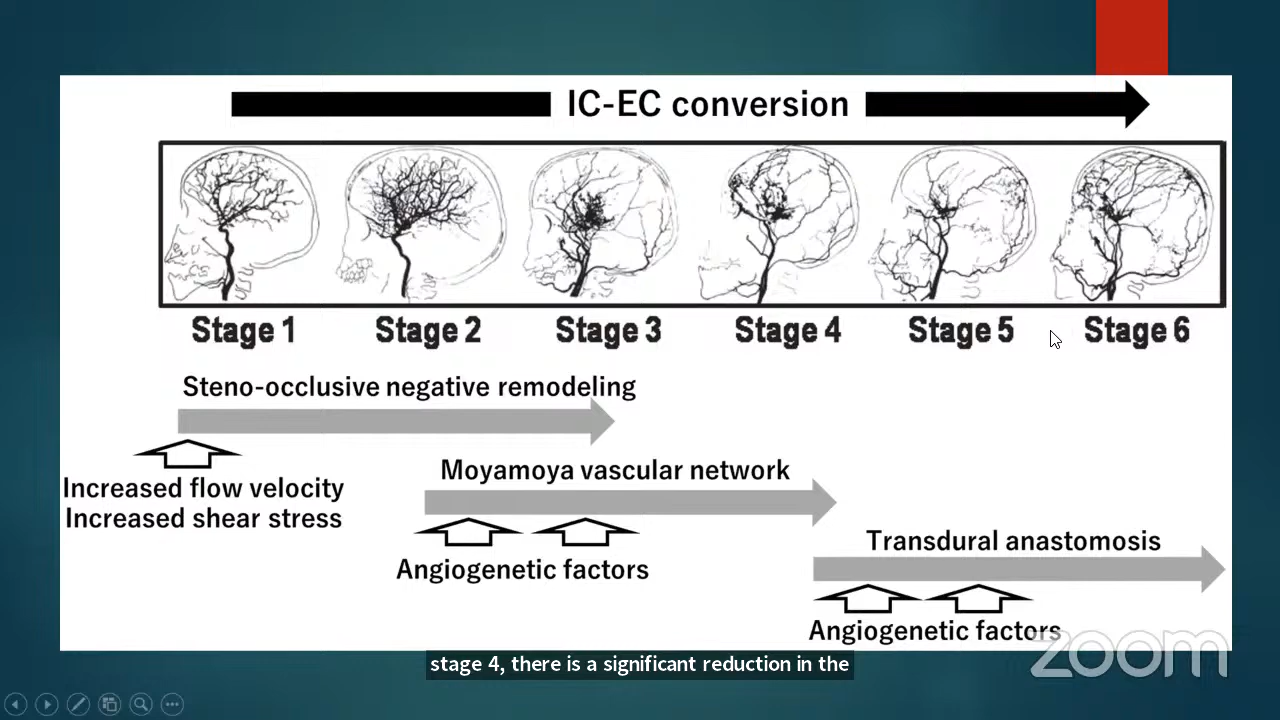 IC-EC conversion
Stage 1 Stage 2 Stage 3 Stage 4 Stage 5 Stage 6
Steno-occlusive negative remodeling
Increased flow velocity
Increased shear stress
Moyamoya vascular network
Angiogenetic factors
Transdural anastomosis
Angiogenetic factors
zoom
stage 4, there is a significant reduction in the